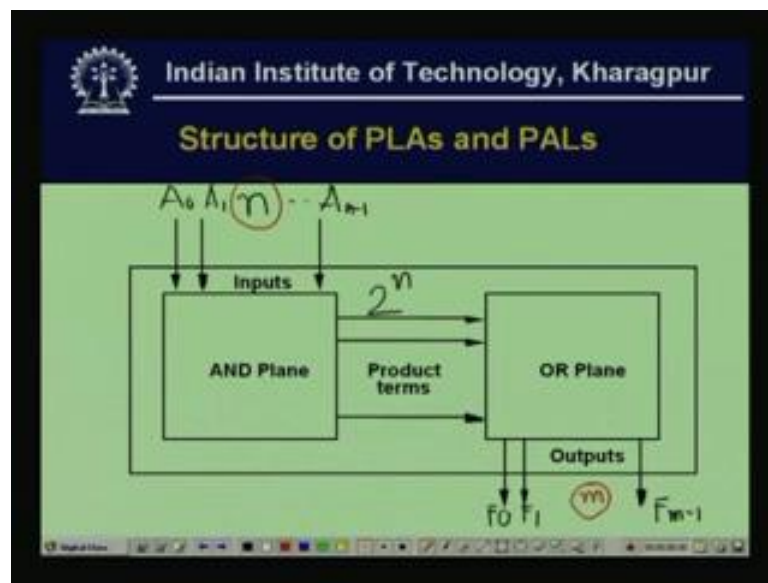 Indian Institute of Technology, Kharagpur
Structure of PLAs and PALs
A₀ A₁ n -- Aₙ₋₁
Inputs
2ⁿ
AND Plane
Product
terms
OR Plane
Outputs
F0 F₁ m Fm-1